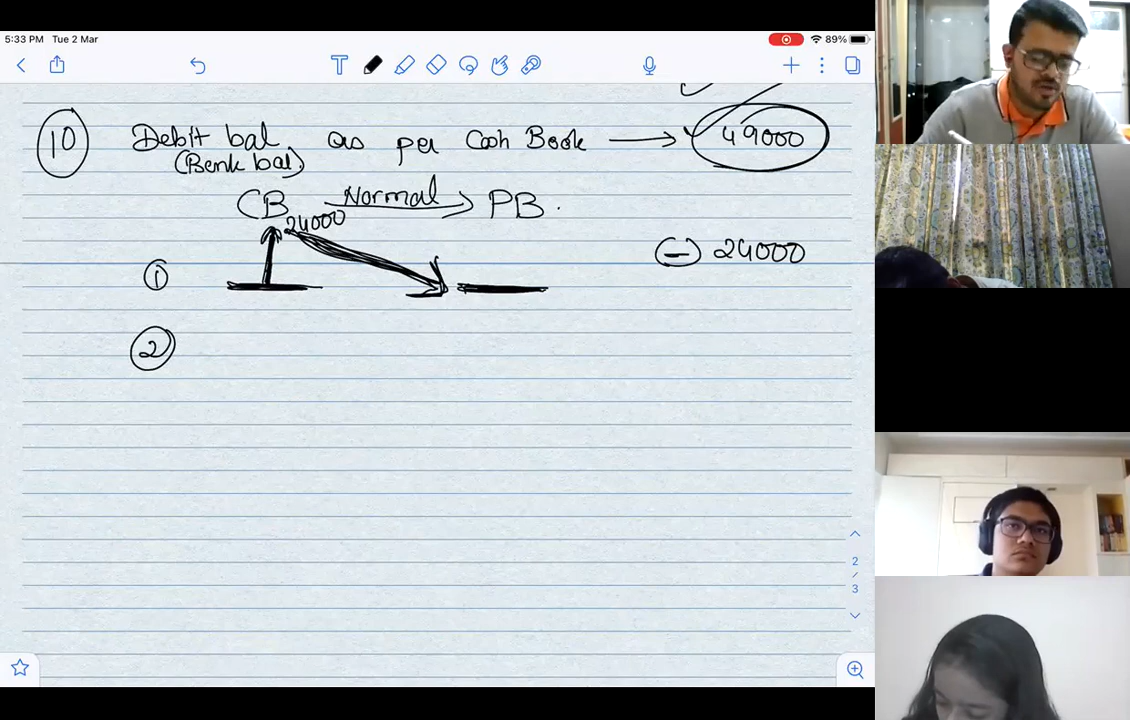 5:33 PM Tue 2 Mar 89%
10 Debit bal as per Cash Book → 49000
(Bank bal)
CB Normal → PB.
24000
① (-) 24000
②
2
/
3